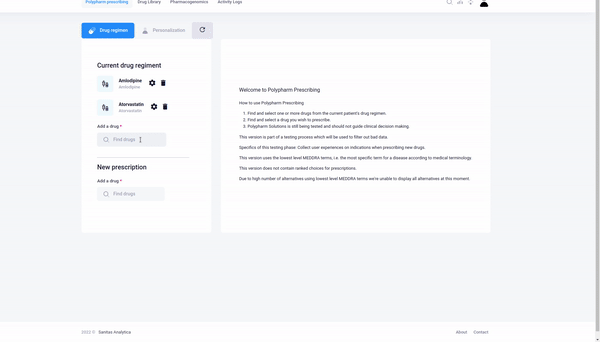 Polypharm prescribing
Drug Library
Pharmacogenomics
Activity Logs
Drug regimen
Personalization
Current drug regiment
Amlodipine
Amlodipine
Atorvastatin
Atorvastatin
Add a drug *
Find drugs
New prescription
Add a drug *
Find drugs
Welcome to Polypharm Prescribing
How to use Polypharm Prescribing
1. Find and select one or more drugs from the current patient's drug regimen.
2. Find and select a drug you wish to prescribe.
3. Polypharm Solutions is still being tested and should not guide clinical decision making.
This version is part of a testing process which will be used to filter out bad data.
Specifics of this testing phase: Collect user experiences on indications when prescribing new drugs.
This version uses the lowest level MEDDRA terms, i.e. the most specific term for a disease according to medical terminology
This version does not contain ranked choices for prescriptions.
Due to high number of alternatives using lowest level MEDDRA terms we're unable to display all alternatives at this moment.
2022 © Sanitas Analytica
About
Contact